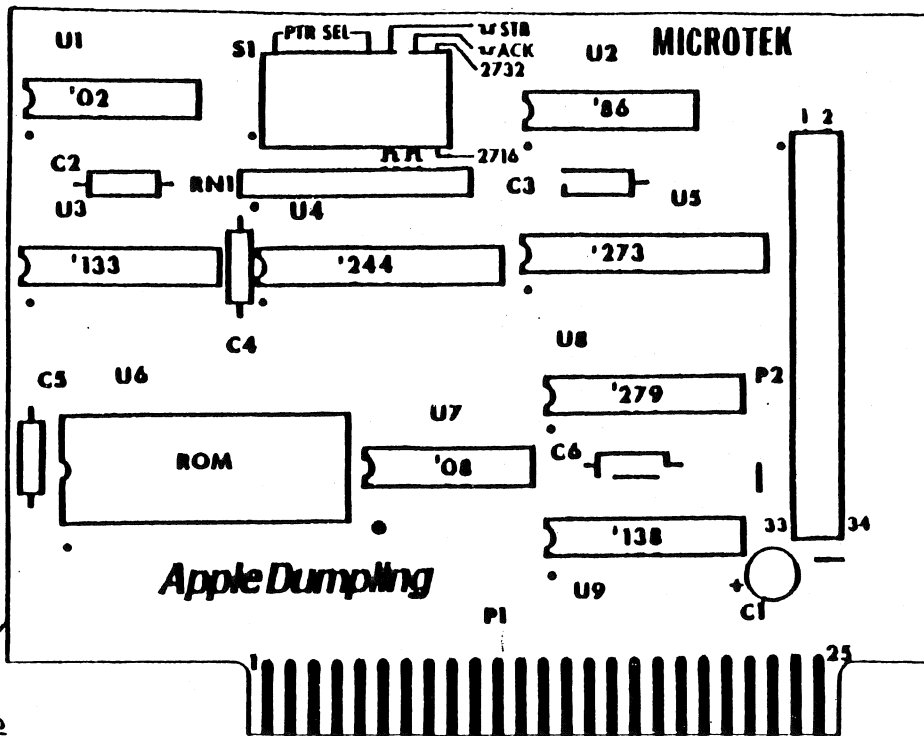 U1
S1
PTR SEL
STB
ACK
2732
U2
MICROTEK
'02
'86
1 2
2716
C2
RN1
C3
U3
U4
U5
'133
'244
'273
C4
U8
C5
U6
P2
'279
U7
ROM
'08
C6
33
34
'138
Apple Dumpling
U9
+
C1
P1
1
25